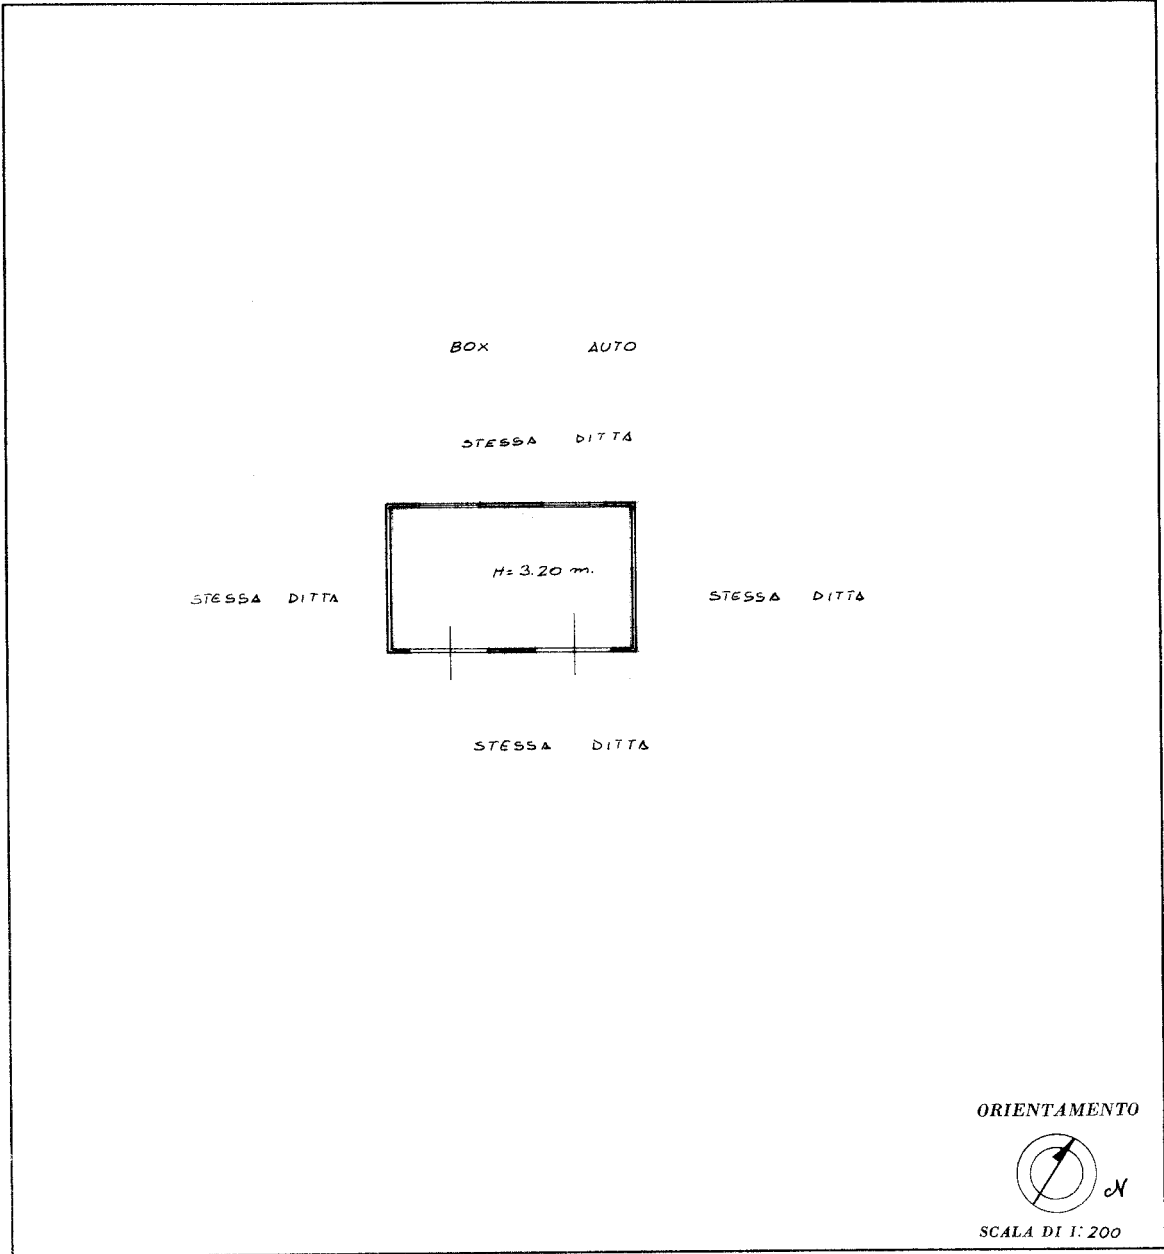 BOX AUTO
STESSA DITTA
H= 3.20 m.
STESSA DITTA
STESSA DITTA
STESSA DITTA
ORIENTAMENTO
N
SCALA DI 1: 200